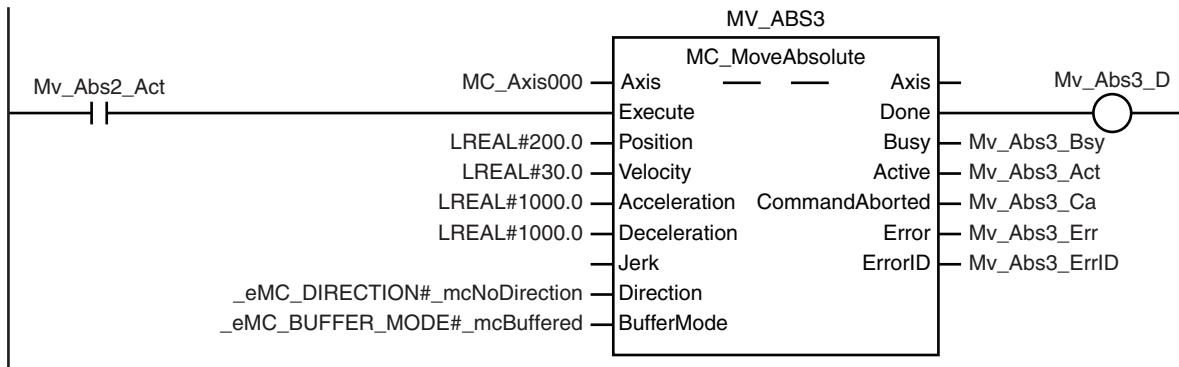 MV_ABS3
MC_MoveAbsolute
Mv_Abs2_Act
MC_Axis000 Axis Axis Mv_Abs3_D
Execute Done
LREAL#200.0 Position Busy Mv_Abs3_Bsy
LREAL#30.0 Velocity Active Mv_Abs3_Act
LREAL#1000.0 Acceleration CommandAborted Mv_Abs3_Ca
LREAL#1000.0 Deceleration Error Mv_Abs3_Err
Jerk ErrorID Mv_Abs3_ErrID
_eMC_DIRECTION#_mcNoDirection Direction
_eMC_BUFFER_MODE#_mcBuffered BufferMode